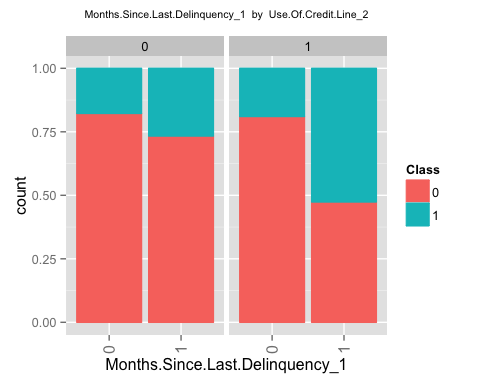 Months.Since.Last.Delinquency_1 by Use.Of.Credit.Line_2
0 1
1.00
0.75
0.50
0.25
0.00
count
0 1 0 1
Months.Since.Last.Delinquency_1
Class
0
1